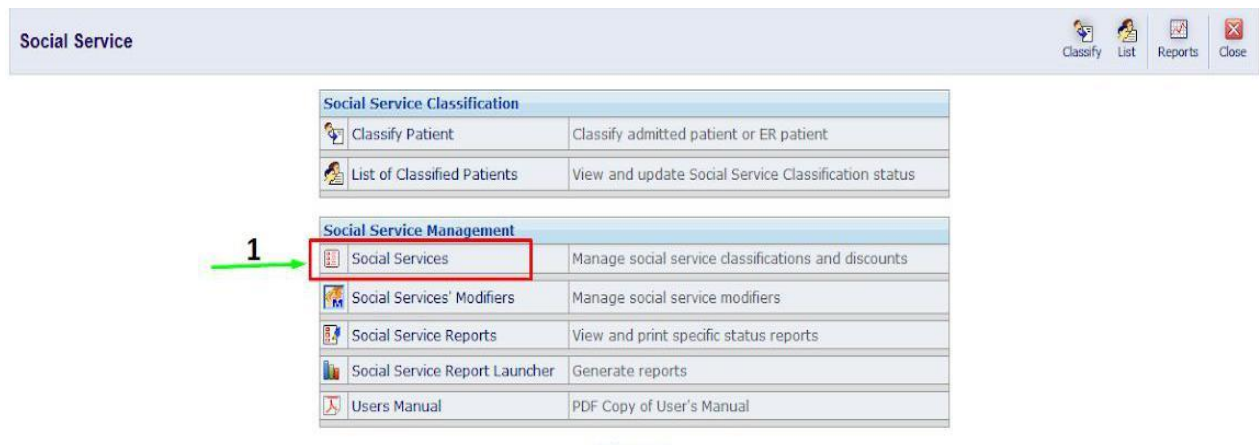 Social Service
Classify List Reports Close
Social Service Classification
Classify Patient Classify admitted patient or ER patient
List of Classified Patients View and update Social Service Classification status
Social Service Management
1
Social Services Manage social service classifications and discounts
M
Social Services' Modifiers Manage social service modifiers
Social Service Reports View and print specific status reports
Social Service Report Launcher Generate reports
Users Manual PDF Copy of User's Manual